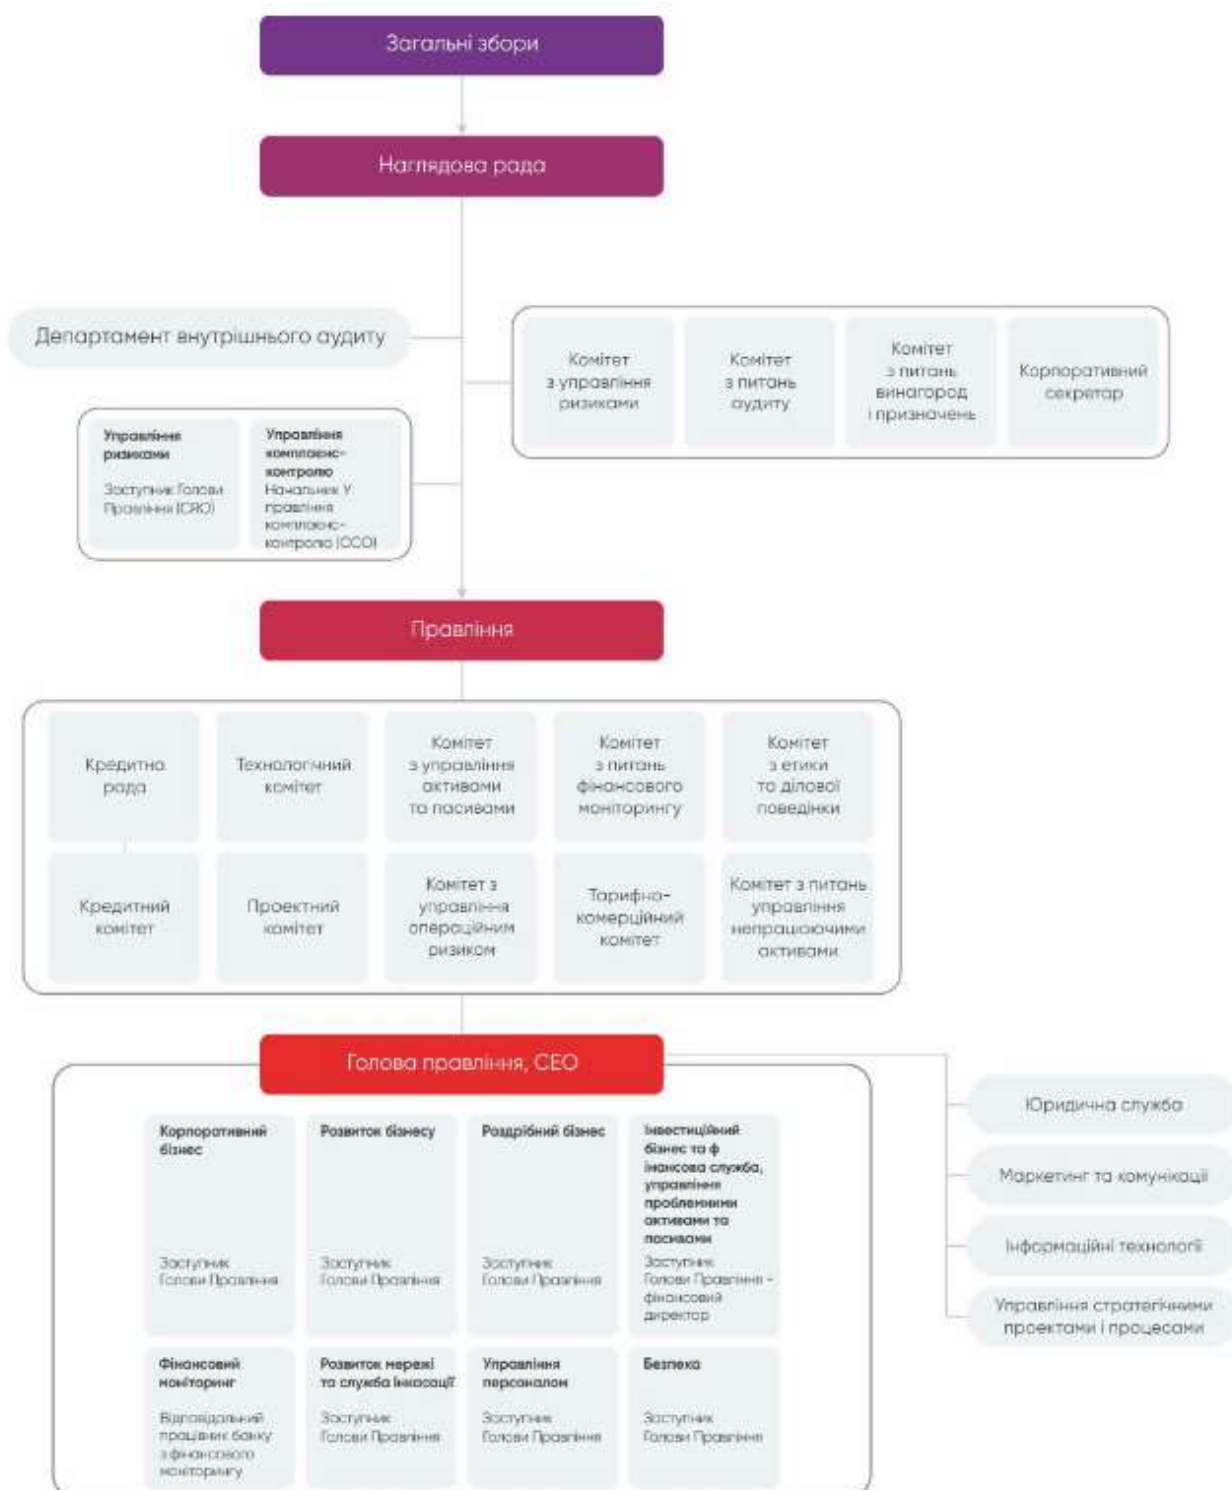 Загальні збори
Наглядова рада
Департамент внутрішнього аудиту
Комітет
з управління
ризиками
Комітет
з питань
аудиту
Комітет
з питань
винагород
і призначень
Корпоративний
секретар
Управління
ризиками
Заступник Голови
Правління (CRO)
Управління
комплаєнс-
контролю
Начальник У
правління
комплаєнс-
контролю (CCO)
Правління
Кредитна
рада
Технологічний
комітет
Комітет
з управління
активами
та пасивами
Комітет
з питань
фінансового
моніторингу
Комітет
з етики
та ділової
поведінки
Кредитний
комітет
Проектний
комітет
Комітет з
управління
операційним
ризиком
Тарифно-
комерційний
комітет
Комітет з питань
управління
непрацюючими
активами
Голова правління, CEO
Корпоративний
бізнес
Заступник
Голови Правління
Розвиток бізнесу
Заступник
Голови Правління
Роздрібний бізнес
Заступник
Голови Правління
Інвестиційний
бізнес та ф
інансова служба,
управління
проблемними
активами та
пасивами
Заступник
Голови Правління –
фінансовий
директор
Фінансовий
моніторинг
Відповідальний
працівник банку
з фінансового
моніторингу
Розвиток мережі
та служба інкасації
Заступник
Голови Правління
Управління
персоналом
Заступник
Голови Правління
Безпека
Заступник
Голови Правління
Юридична служба
Маркетинг та комунікації
Інформаційні технології
Управління стратегічними
проектами і процесами